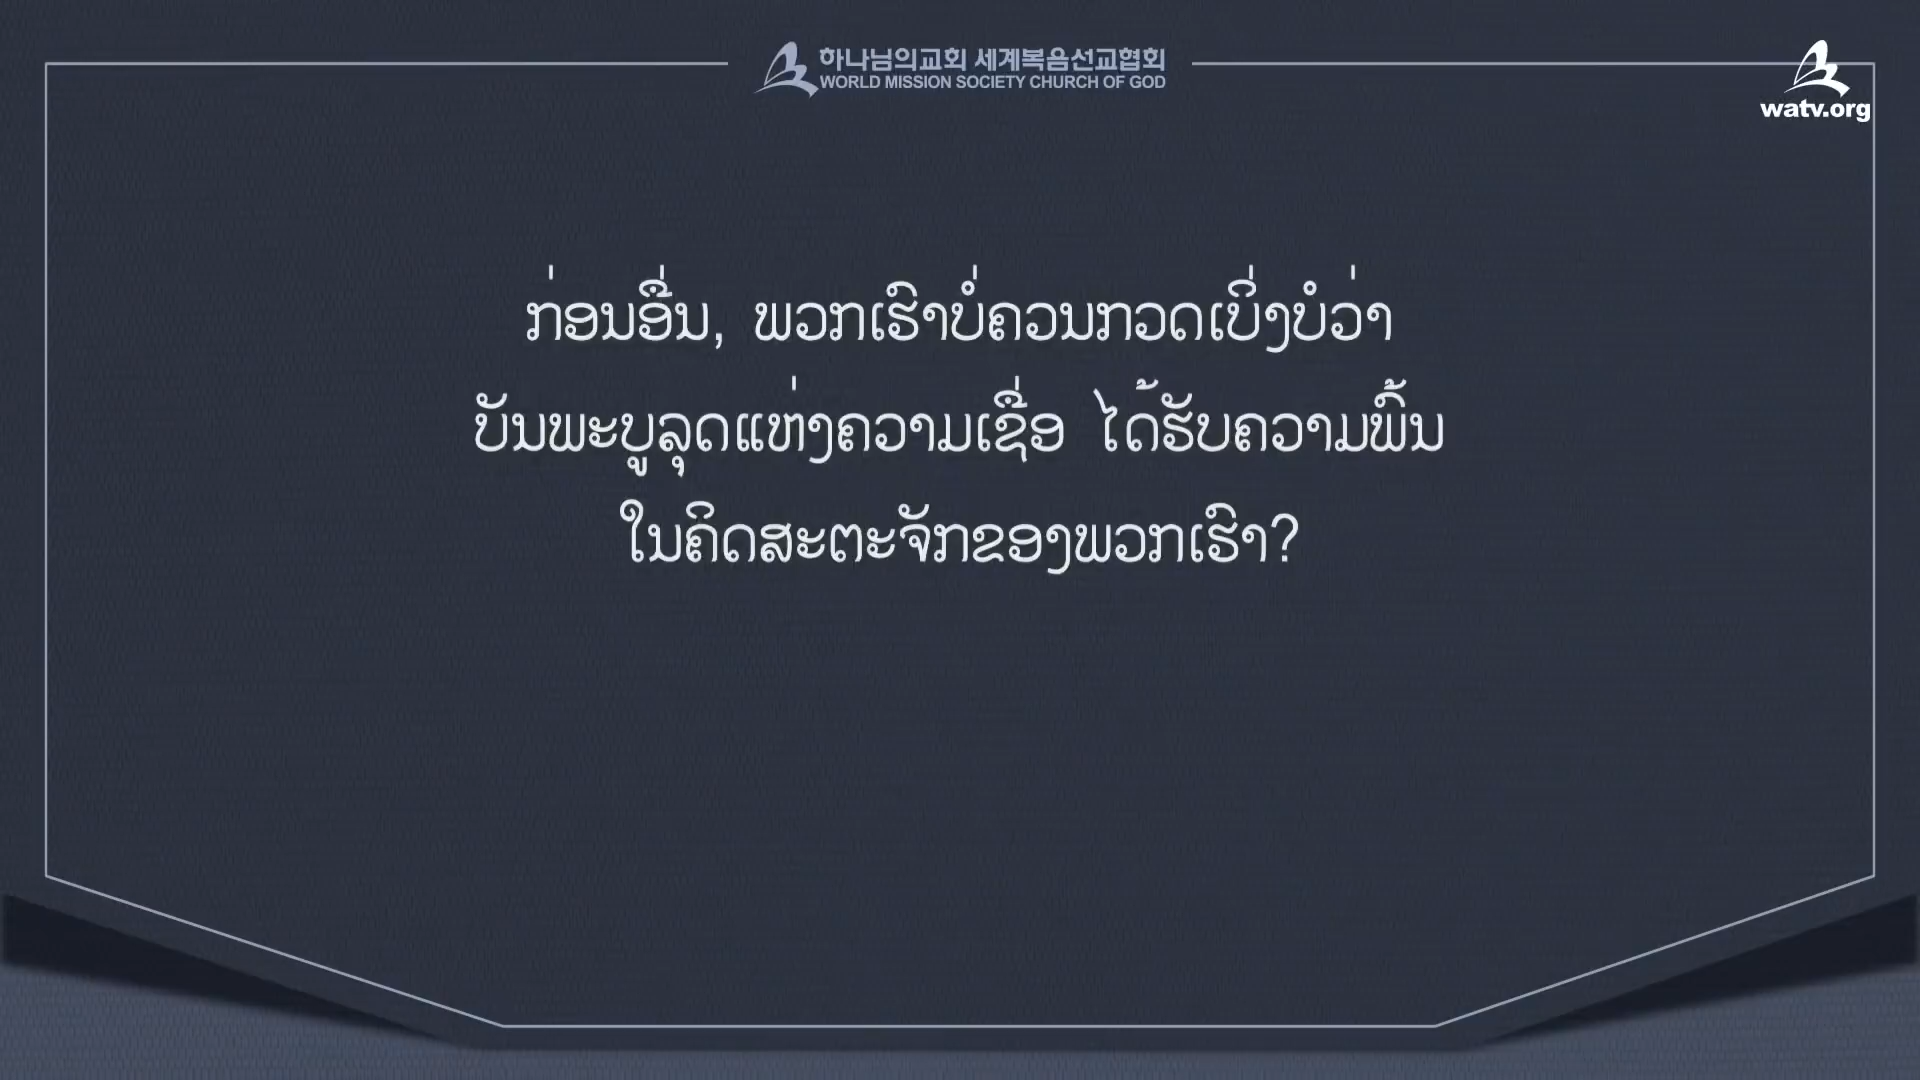 하나님의교회 세계복음선교협회
WORLD MISSION SOCIETY CHURCH OF GOD
watv.org
ກ່ອນອື່ນ, ພວກເຮົາບໍ່ຄວນກວດເບິ່ງບໍວ່າ
ບັນພະບູລຸດແຫ່ງຄວາມເຊື່ອ ໄດ້ຮັບຄວາມພົ້ນ
ໃນຄິດສະຕະຈັກຂອງພວກເຮົາ?